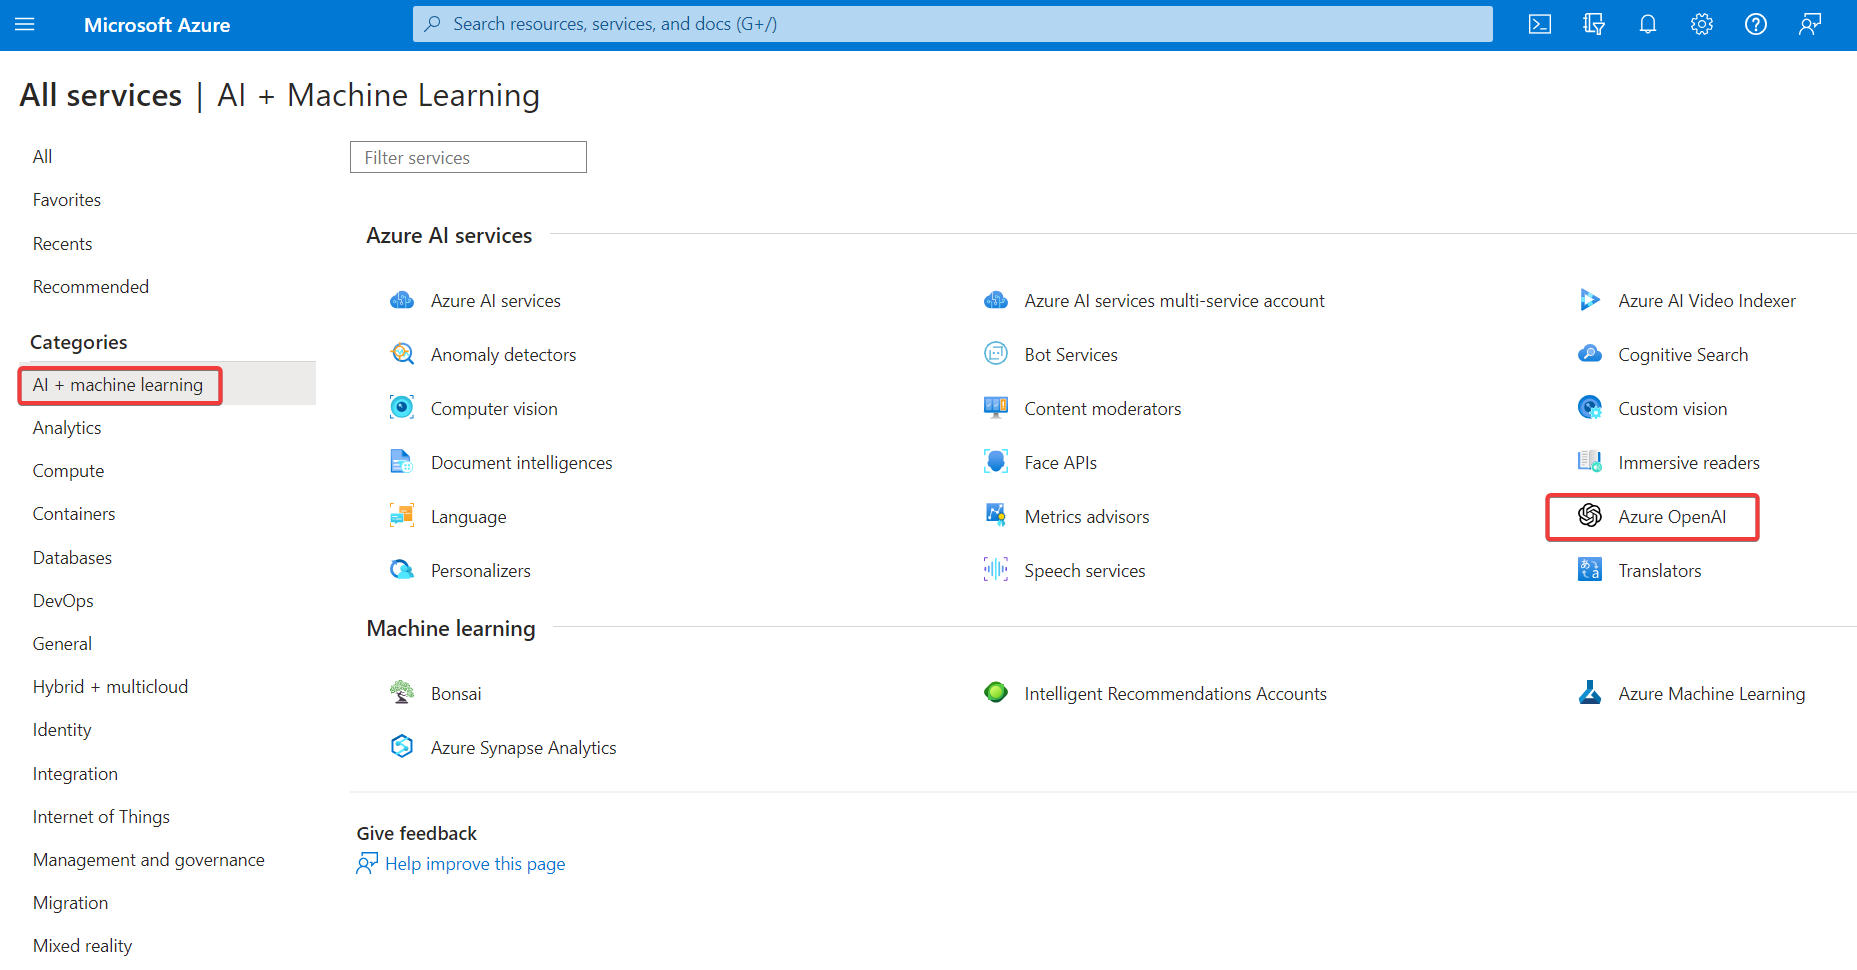 Microsoft Azure
Search resources, services, and docs (G+/)
All services | AI + Machine Learning
All
Favorites
Recents
Recommended
Categories
AI + machine learning
Analytics
Compute
Containers
Databases
DevOps
General
Hybrid + multicloud
Identity
Integration
Internet of Things
Management and governance
Migration
Mixed reality
Filter services
Azure AI services
Azure AI services
Azure AI services multi-service account
Azure AI Video Indexer
Anomaly detectors
Bot Services
Cognitive Search
Computer vision
Content moderators
Custom vision
Document intelligences
Face APIs
Immersive readers
Language
Metrics advisors
Azure OpenAI
Personalizers
Speech services
Translators
Machine learning
Bonsai
Intelligent Recommendations Accounts
Azure Machine Learning
Azure Synapse Analytics
Give feedback
Help improve this page